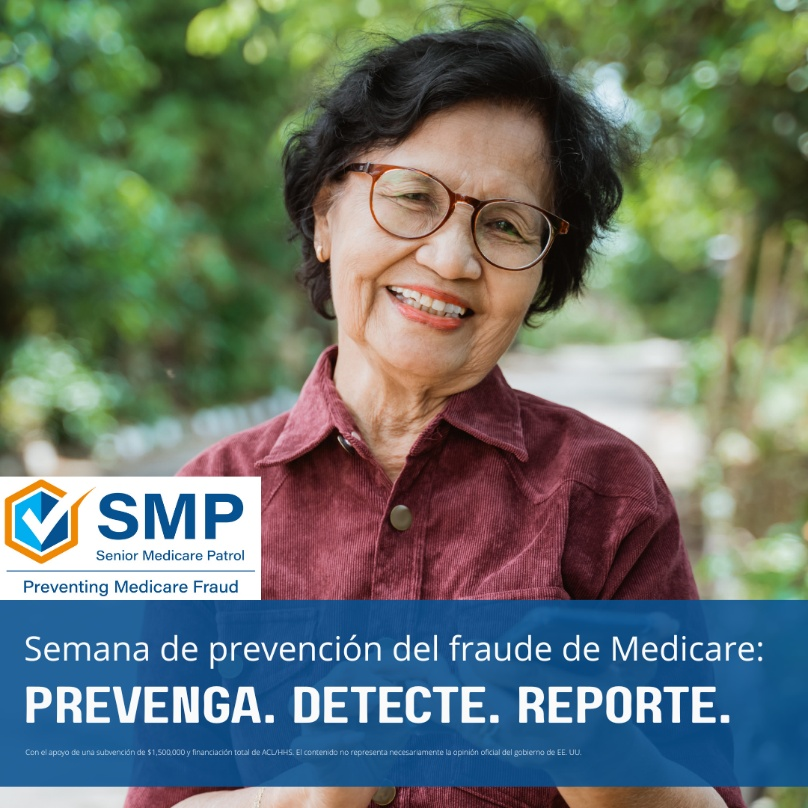 SMP
Senior Medicare Patrol
Preventing Medicare Fraud
Semana de prevención del fraude de Medicare:
PREVENGA. DETECTE. REPORTE.
Con el apoyo de una subvención de $1,500,000 y financiación total de ACL/HHS. El contenido no representa necesariamente la opinión oficial del gobierno de EE. UU.